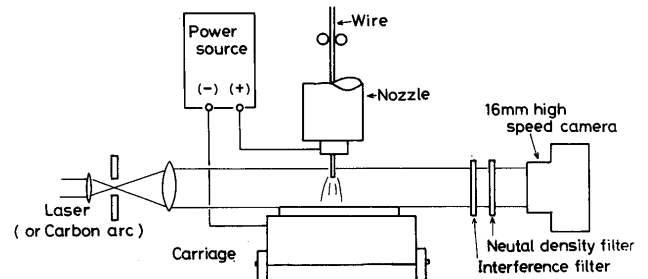 Wire
Power
source
(-) (+)
Nozzle
16mm high
speed camera
Laser
(or Carbon arc)
Carriage
Neutal density filter
Interference filter